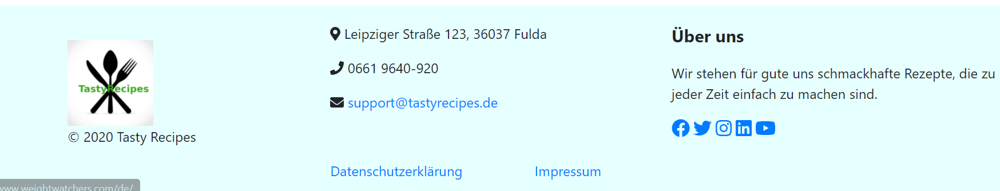 TastyRecipes
© 2020 Tasty Recipes
Leipziger Straße 123, 36037 Fulda
0661 9640-920
support@tastyrecipes.de
Datenschutzerklärung
Impressum
Über uns
Wir stehen für gute uns schmackhafte Rezepte, die zu
jeder Zeit einfach zu machen sind.
www.weightwatchers.com/de/